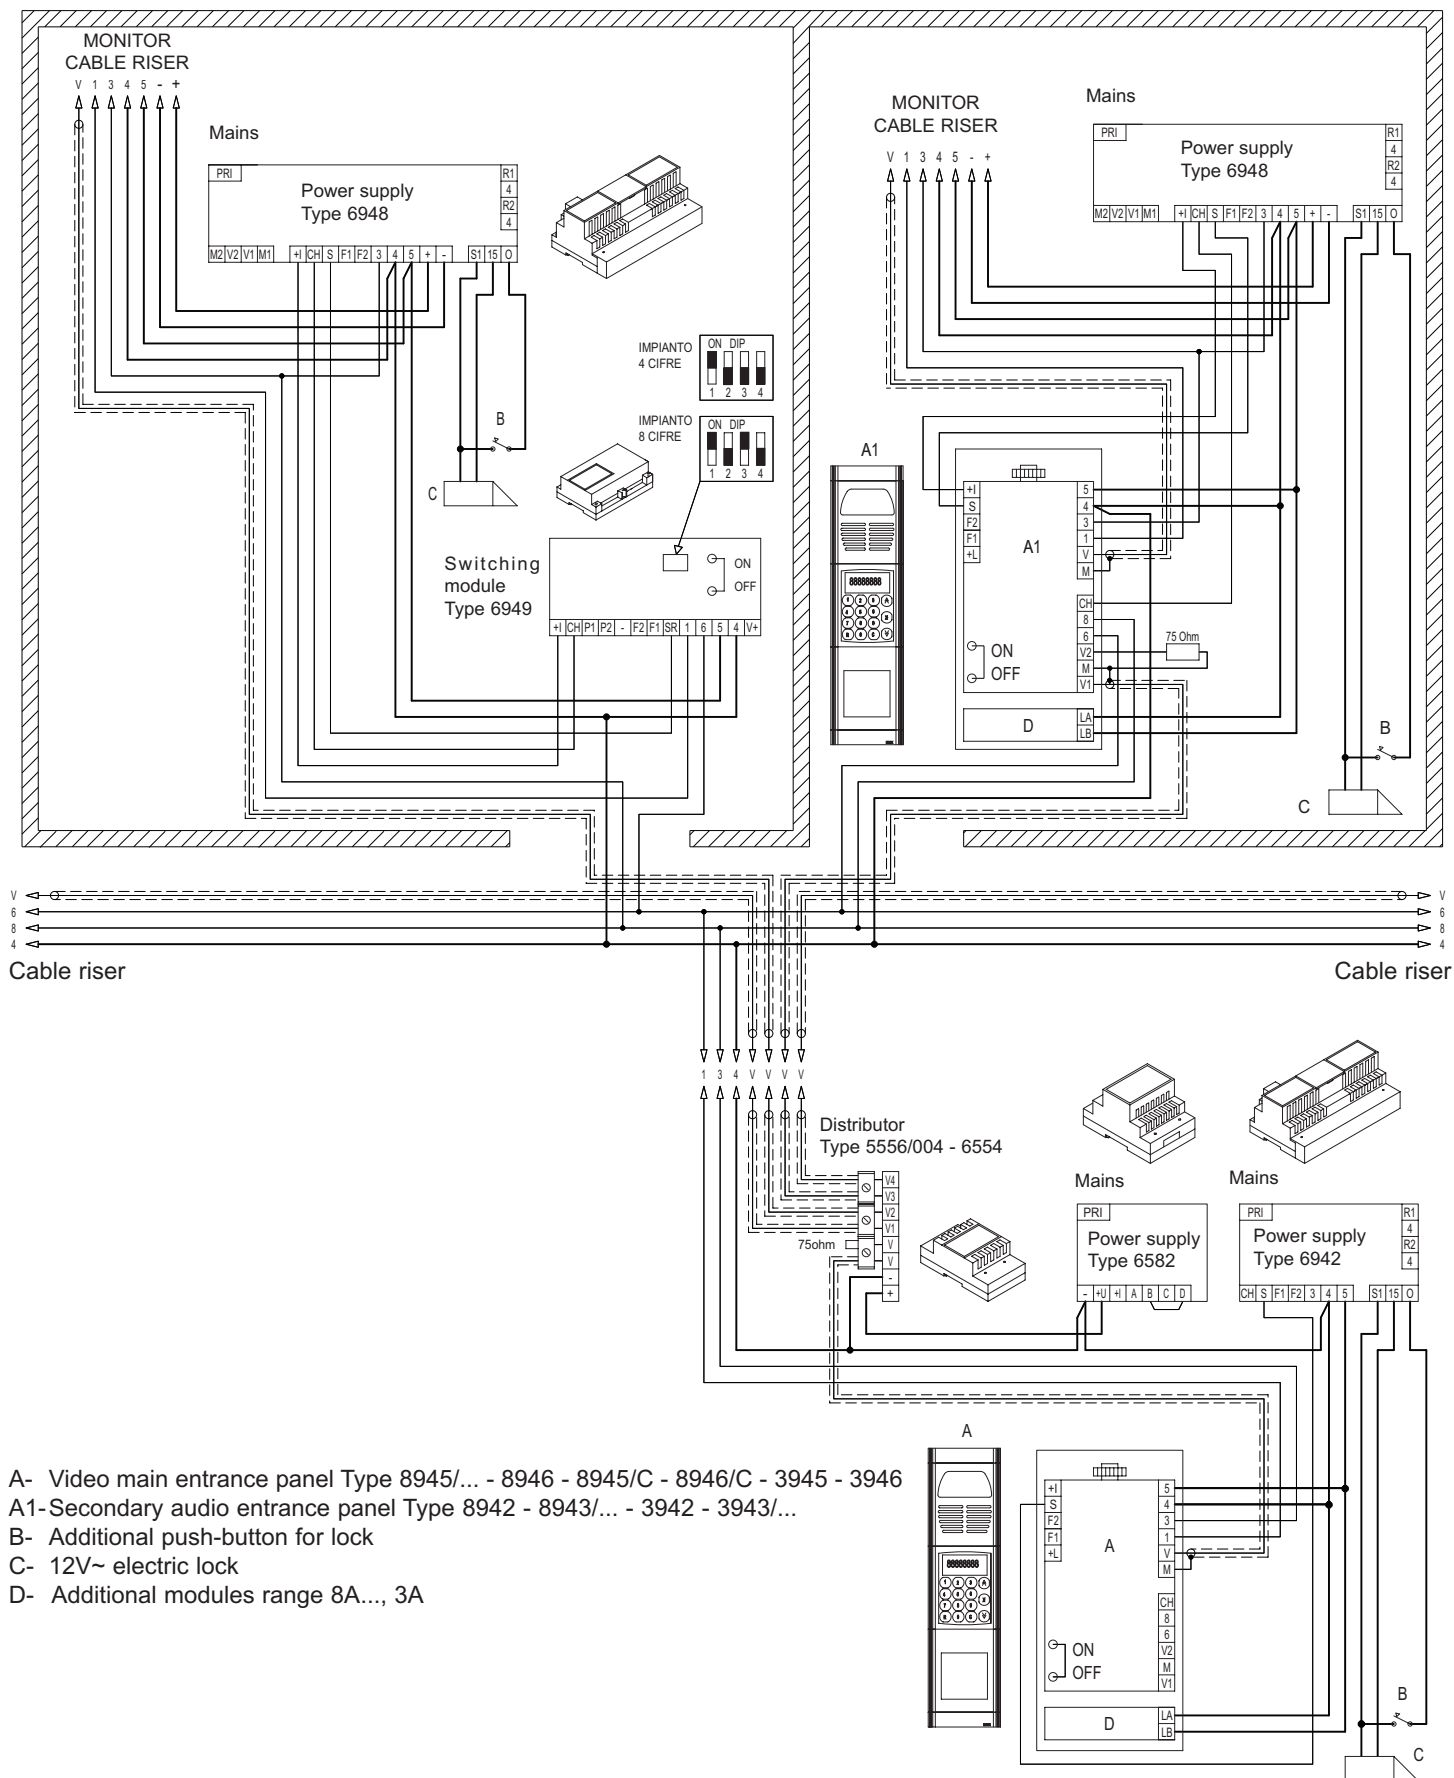 MONITOR
CABLE RISER
V 1 3 4 5 - +
Mains
PRI
Power supply
Type 6948
R1
4
R2
4
M2 V2 V1 M1 +I CH S F1 F2 3 4 5 + - S1 15 O
B
C
IMPIANTO
4 CIFRE
ON DIP
1 2 3 4
IMPIANTO
8 CIFRE
ON DIP
1 2 3 4
Switching
module
Type 6949
ON
OFF
+I CH P1 P2 - F2 F1 SR 1 6 5 4 V+
MONITOR
CABLE RISER
V 1 3 4 5 - +
Mains
PRI
Power supply
Type 6948
R1
4
R2
4
M2 V2 V1 M1 +I CH S F1 F2 3 4 5 + - S1 15 O
A1
88888888
+I
S
F2
F1
+L
A1
5
4
3
1
V
M
CH
8
6
V2
M
V1
ON
OFF
75 Ohm
D
LA
LB
B
C
V
6
8
4
Cable riser
V
6
8
4
Cable riser
1 3 4 V V V V
Distributor
Type 5556/004 - 6554
V4
V3
V2
V1
V
V
-
+
75ohm
Mains
PRI
Power supply
Type 6582
- +U +I A B C D
Mains
PRI
Power supply
Type 6942
R1
4
R2
4
CH S F1 F2 3 4 5 S1 15 O
A
88888888
+I
S
F2
F1
+L
A
5
4
3
1
V
M
CH
8
6
V2
M
V1
ON
OFF
D
LA
LB
B
C
A- Video main entrance panel Type 8945/... - 8946 - 8945/C - 8946/C - 3945 - 3946
A1- Secondary audio entrance panel Type 8942 - 8943/... - 3942 - 3943/...
B- Additional push-button for lock
C- 12V~ electric lock
D- Additional modules range 8A..., 3A